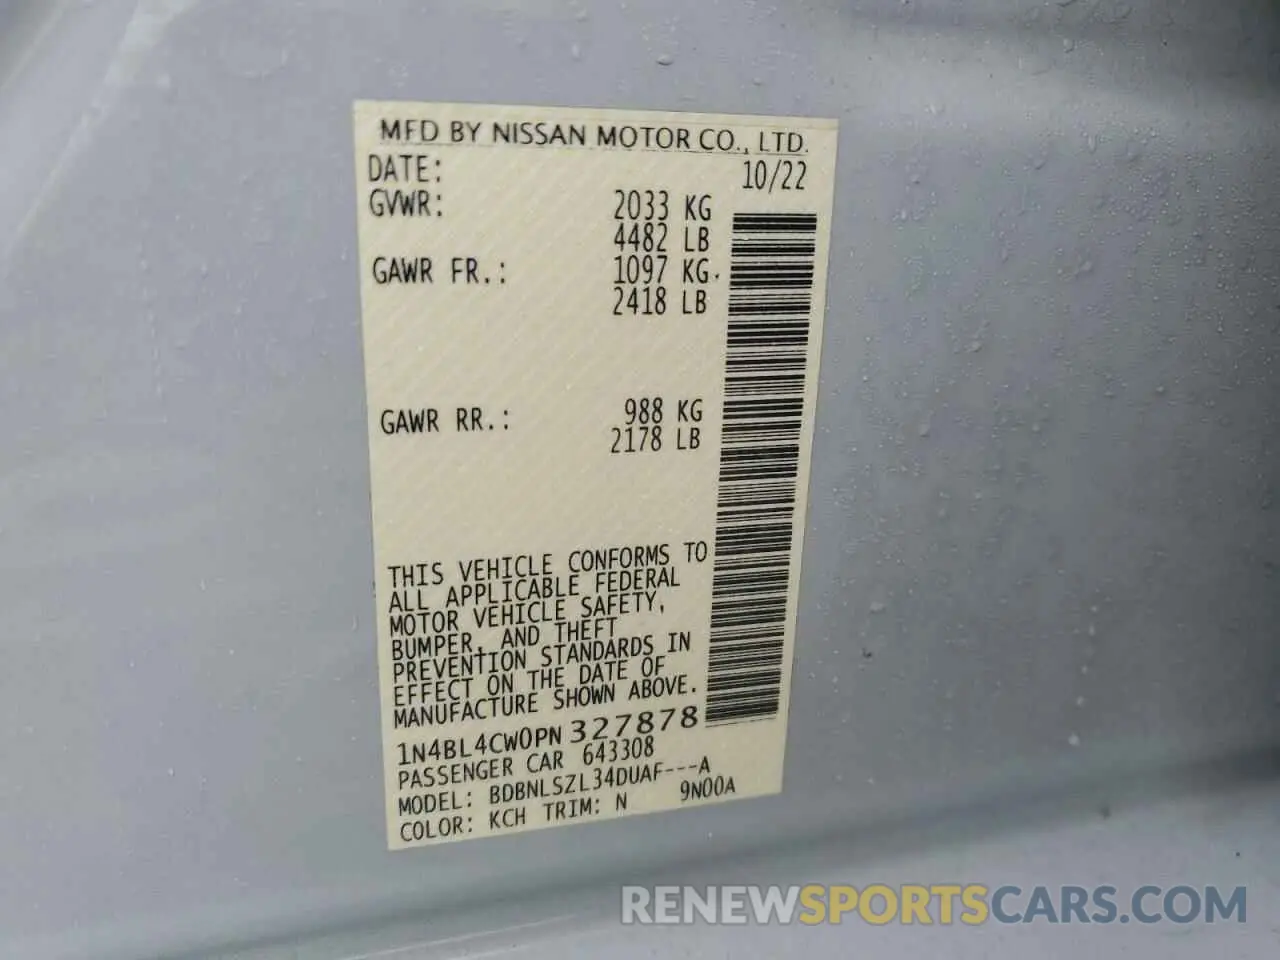 MFD BY NISSAN MOTOR CO., LTD.
DATE: 10/22
GVWR: 2033 KG
4482 LB
GAWR FR.: 1097 KG
2418 LB
GAWR RR.: 988 KG
2178 LB
THIS VEHICLE CONFORMS TO
ALL APPLICABLE FEDERAL
MOTOR VEHICLE SAFETY,
BUMPER, AND THEFT
PREVENTION STANDARDS IN
EFFECT ON THE DATE OF
MANUFACTURE SHOWN ABOVE.
1N4BL4CW0PN327878
PASSENGER CAR 643308
MODEL: BDBNLSZL34DUAF---A
COLOR: KCH TRIM: N 9N00A
RENEWSPORTSCARS.COM